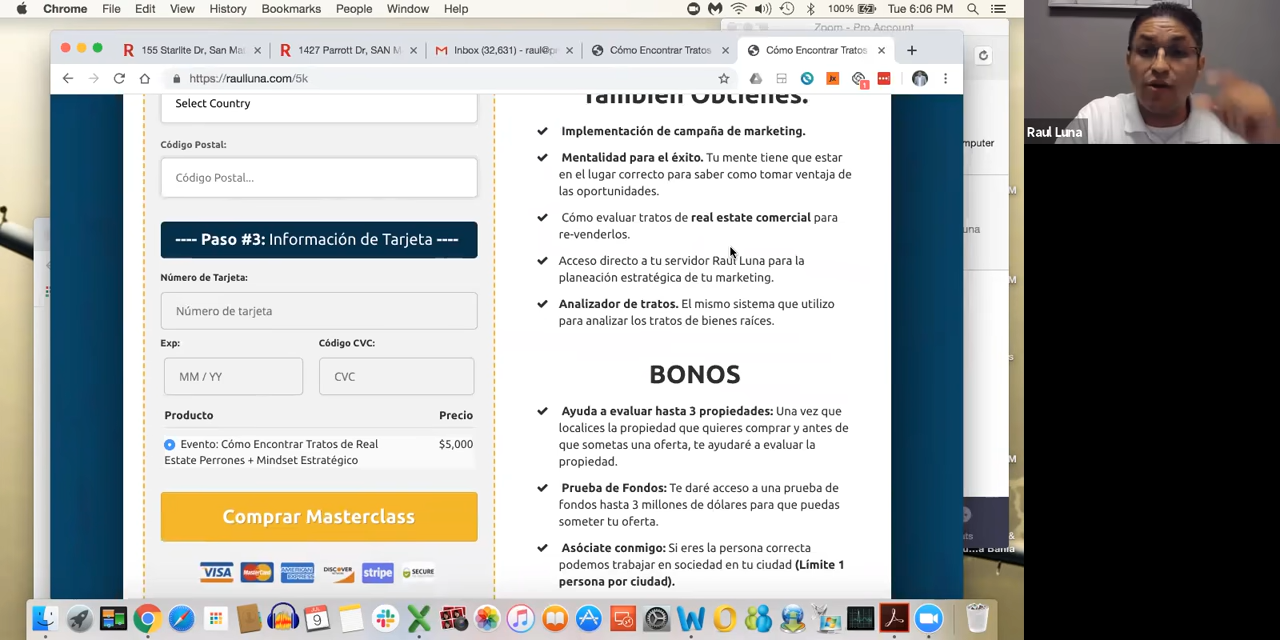 Chrome File Edit View History Bookmarks People Window Help
100% Tue 6:06 PM
Zoom - Pro Account
155 Starlite Dr, San Ma
1427 Parrott Dr, SAN M
Inbox (32,631) - raul@p
Cómo Encontrar Tratos
Cómo Encontrar Tratos
https://raulluna.com/5k
Raul Luna
mputer
Select Country
Código Postal:
Código Postal...
---- Paso #3: Información de Tarjeta ----
Número de Tarjeta:
Número de tarjeta
Exp:
Código CVC:
MM / YY
CVC
Producto Precio
Evento: Cómo Encontrar Tratos de Real $5,000
Estate Perrones + Mindset Estratégico
Comprar Masterclass
VISA MasterCard AMERICAN EXPRESS DISCOVER stripe SECURE
También Obtienes:
Implementación de campaña de marketing.
Mentalidad para el éxito. Tu mente tiene que estar
en el lugar correcto para saber como tomar ventaja de
las oportunidades.
Cómo evaluar tratos de real estate comercial para
re-venderlos.
Acceso directo a tu servidor Raúl Luna para la
planeación estratégica de tu marketing.
Analizador de tratos. El mismo sistema que utilizo
para analizar los tratos de bienes raíces.
BONOS
Ayuda a evaluar hasta 3 propiedades: Una vez que
localices la propiedad que quieres comprar y antes de
que sometas una oferta, te ayudaré a evaluar la
propiedad.
Prueba de Fondos: Te daré acceso a una prueba de
fondos hasta 3 millones de dólares para que puedas
someter tu oferta.
Asóciate conmigo: Si eres la persona correcta
podemos trabajar en sociedad en tu ciudad (Límite 1
persona por ciudad).
una